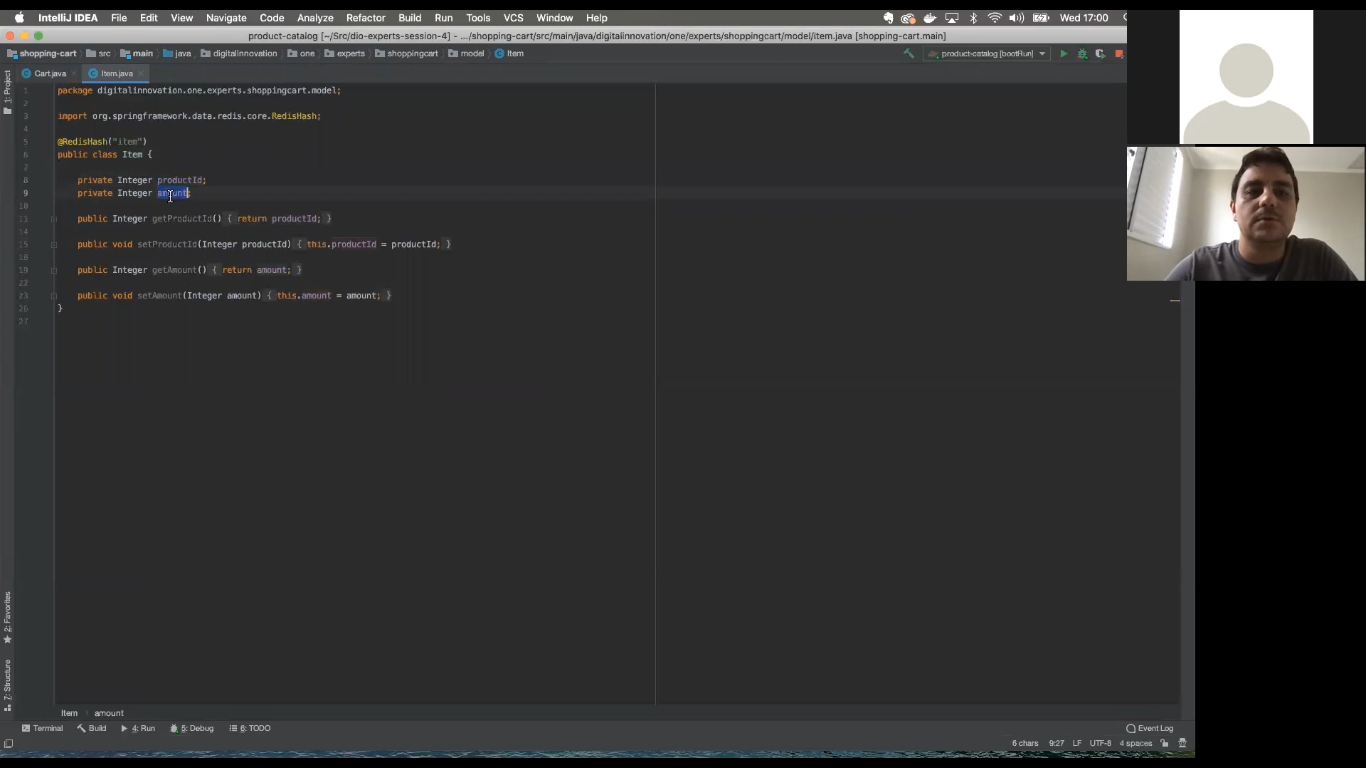 IntelliJ IDEA File Edit View Navigate Code Analyze Refactor Build Run Tools VCS Window Help Wed 17:00
product-catalog [~/Src/dio-experts-session-4] - .../shopping-cart/src/main/java/digitalinnovation/one/experts/shoppingcart/model/Item.java [shopping-cart.main]
shopping-cart src main java digitalinnovation one experts shoppingcart model Item product-catalog [bootRun]
Cart.java Item.java
1: Project
1 package digitalinnovation.one.experts.shoppingcart.model;
2
3 import org.springframework.data.redis.core.RedisHash;
4
5 @RedisHash("item")
6 public class Item {
7
8 private Integer productId;
9 private Integer amount;
10
11 public Integer getProductId() { return productId; }
14
15 public void setProductId(Integer productId) { this.productId = productId; }
18
19 public Integer getAmount() { return amount; }
22
23 public void setAmount(Integer amount) { this.amount = amount; }
26 }
27
2: Favorites
7: Structure
Item amount
Terminal Build 4: Run 5: Debug 6: TODO Event Log
6 chars 9:27 LF UTF-8 4 spaces